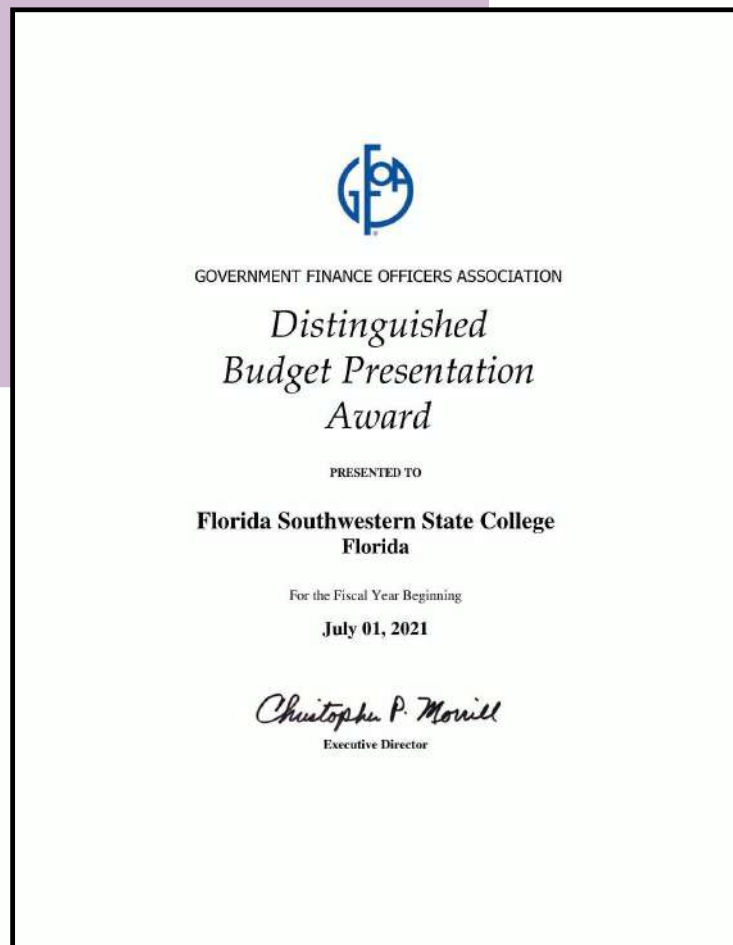 GFOA
GOVERNMENT FINANCE OFFICERS ASSOCIATION
Distinguished
Budget Presentation
Award
PRESENTED TO
Florida Southwestern State College
Florida
For the Fiscal Year Beginning
July 01, 2021
Christopher P. Morrill
Executive Director